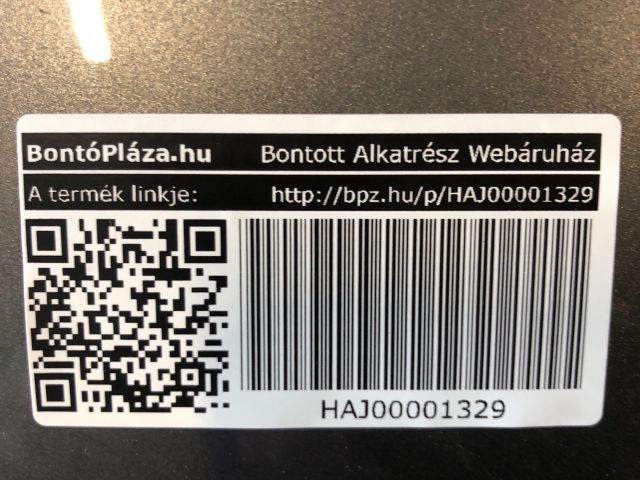 BontóPláza.hu Bontott Alkatrész Webáruház
A termék linkje: http://bpz.hu/p/HAJ00001329
HAJ00001329